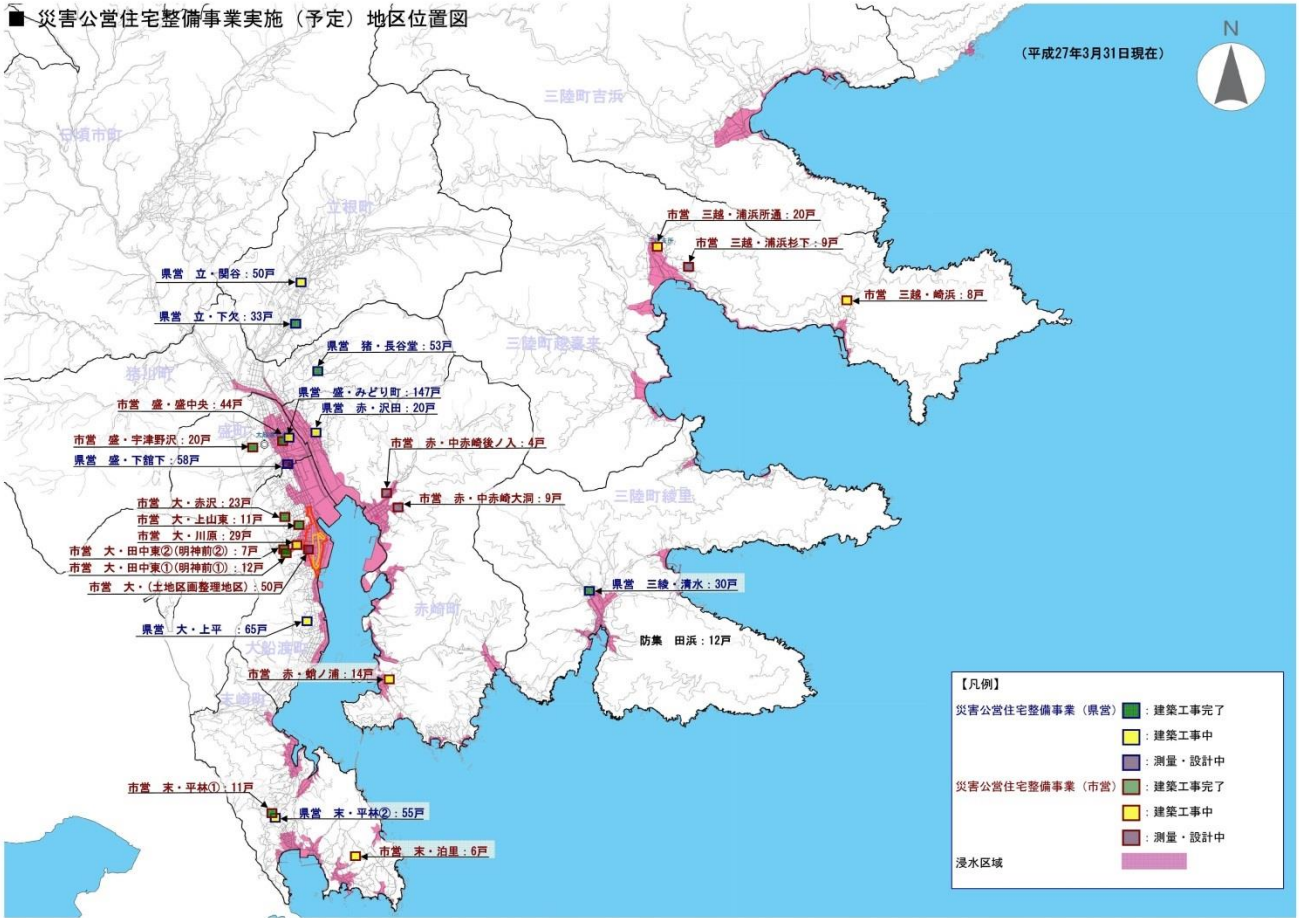 ■ 災害公営住宅整備事業実施（予定）地区位置図
N
（平成27年3月31日現在）
三陸町吉浜
日頃市町
立根町
市営 三越・浦浜所通：20戸
市営 三越・浦浜杉下：9戸
県営 立・関谷：50戸
市営 三越・崎浜：8戸
県営 立・下欠：33戸
三陸町越喜来
県営 猪・長谷堂：53戸
猪川町
県営 盛・みどり町：147戸
市営 盛・盛中央：44戸
県営 赤・沢田：20戸
盛町
市営 盛・宇津野沢：20戸
市営 赤・中赤崎後ノ入：4戸
県営 盛・下舘下：58戸
市営 赤・中赤崎大洞：9戸
三陸町綾里
市営 大・赤沢：23戸
市営 大・上山東：11戸
市営 大・川原：29戸
市営 大・田中東②(明神前②)：7戸
市営 大・田中東①(明神前①)：12戸
市営 大・(土地区画整理地区)：50戸
県営 三綾・清水：30戸
赤崎町
県営 大・上平 ：65戸
防集 田浜：12戸
大船渡町
市営 赤・蛸ノ浦：14戸
末崎町
市営 末・平林①：11戸
県営 末・平林②：55戸
市営 末・泊里：6戸
【凡例】
災害公営住宅整備事業（県営） ：建築工事完了
：建築工事中
：測量・設計中
災害公営住宅整備事業（市営） ：建築工事完了
：建築工事中
：測量・設計中
浸水区域